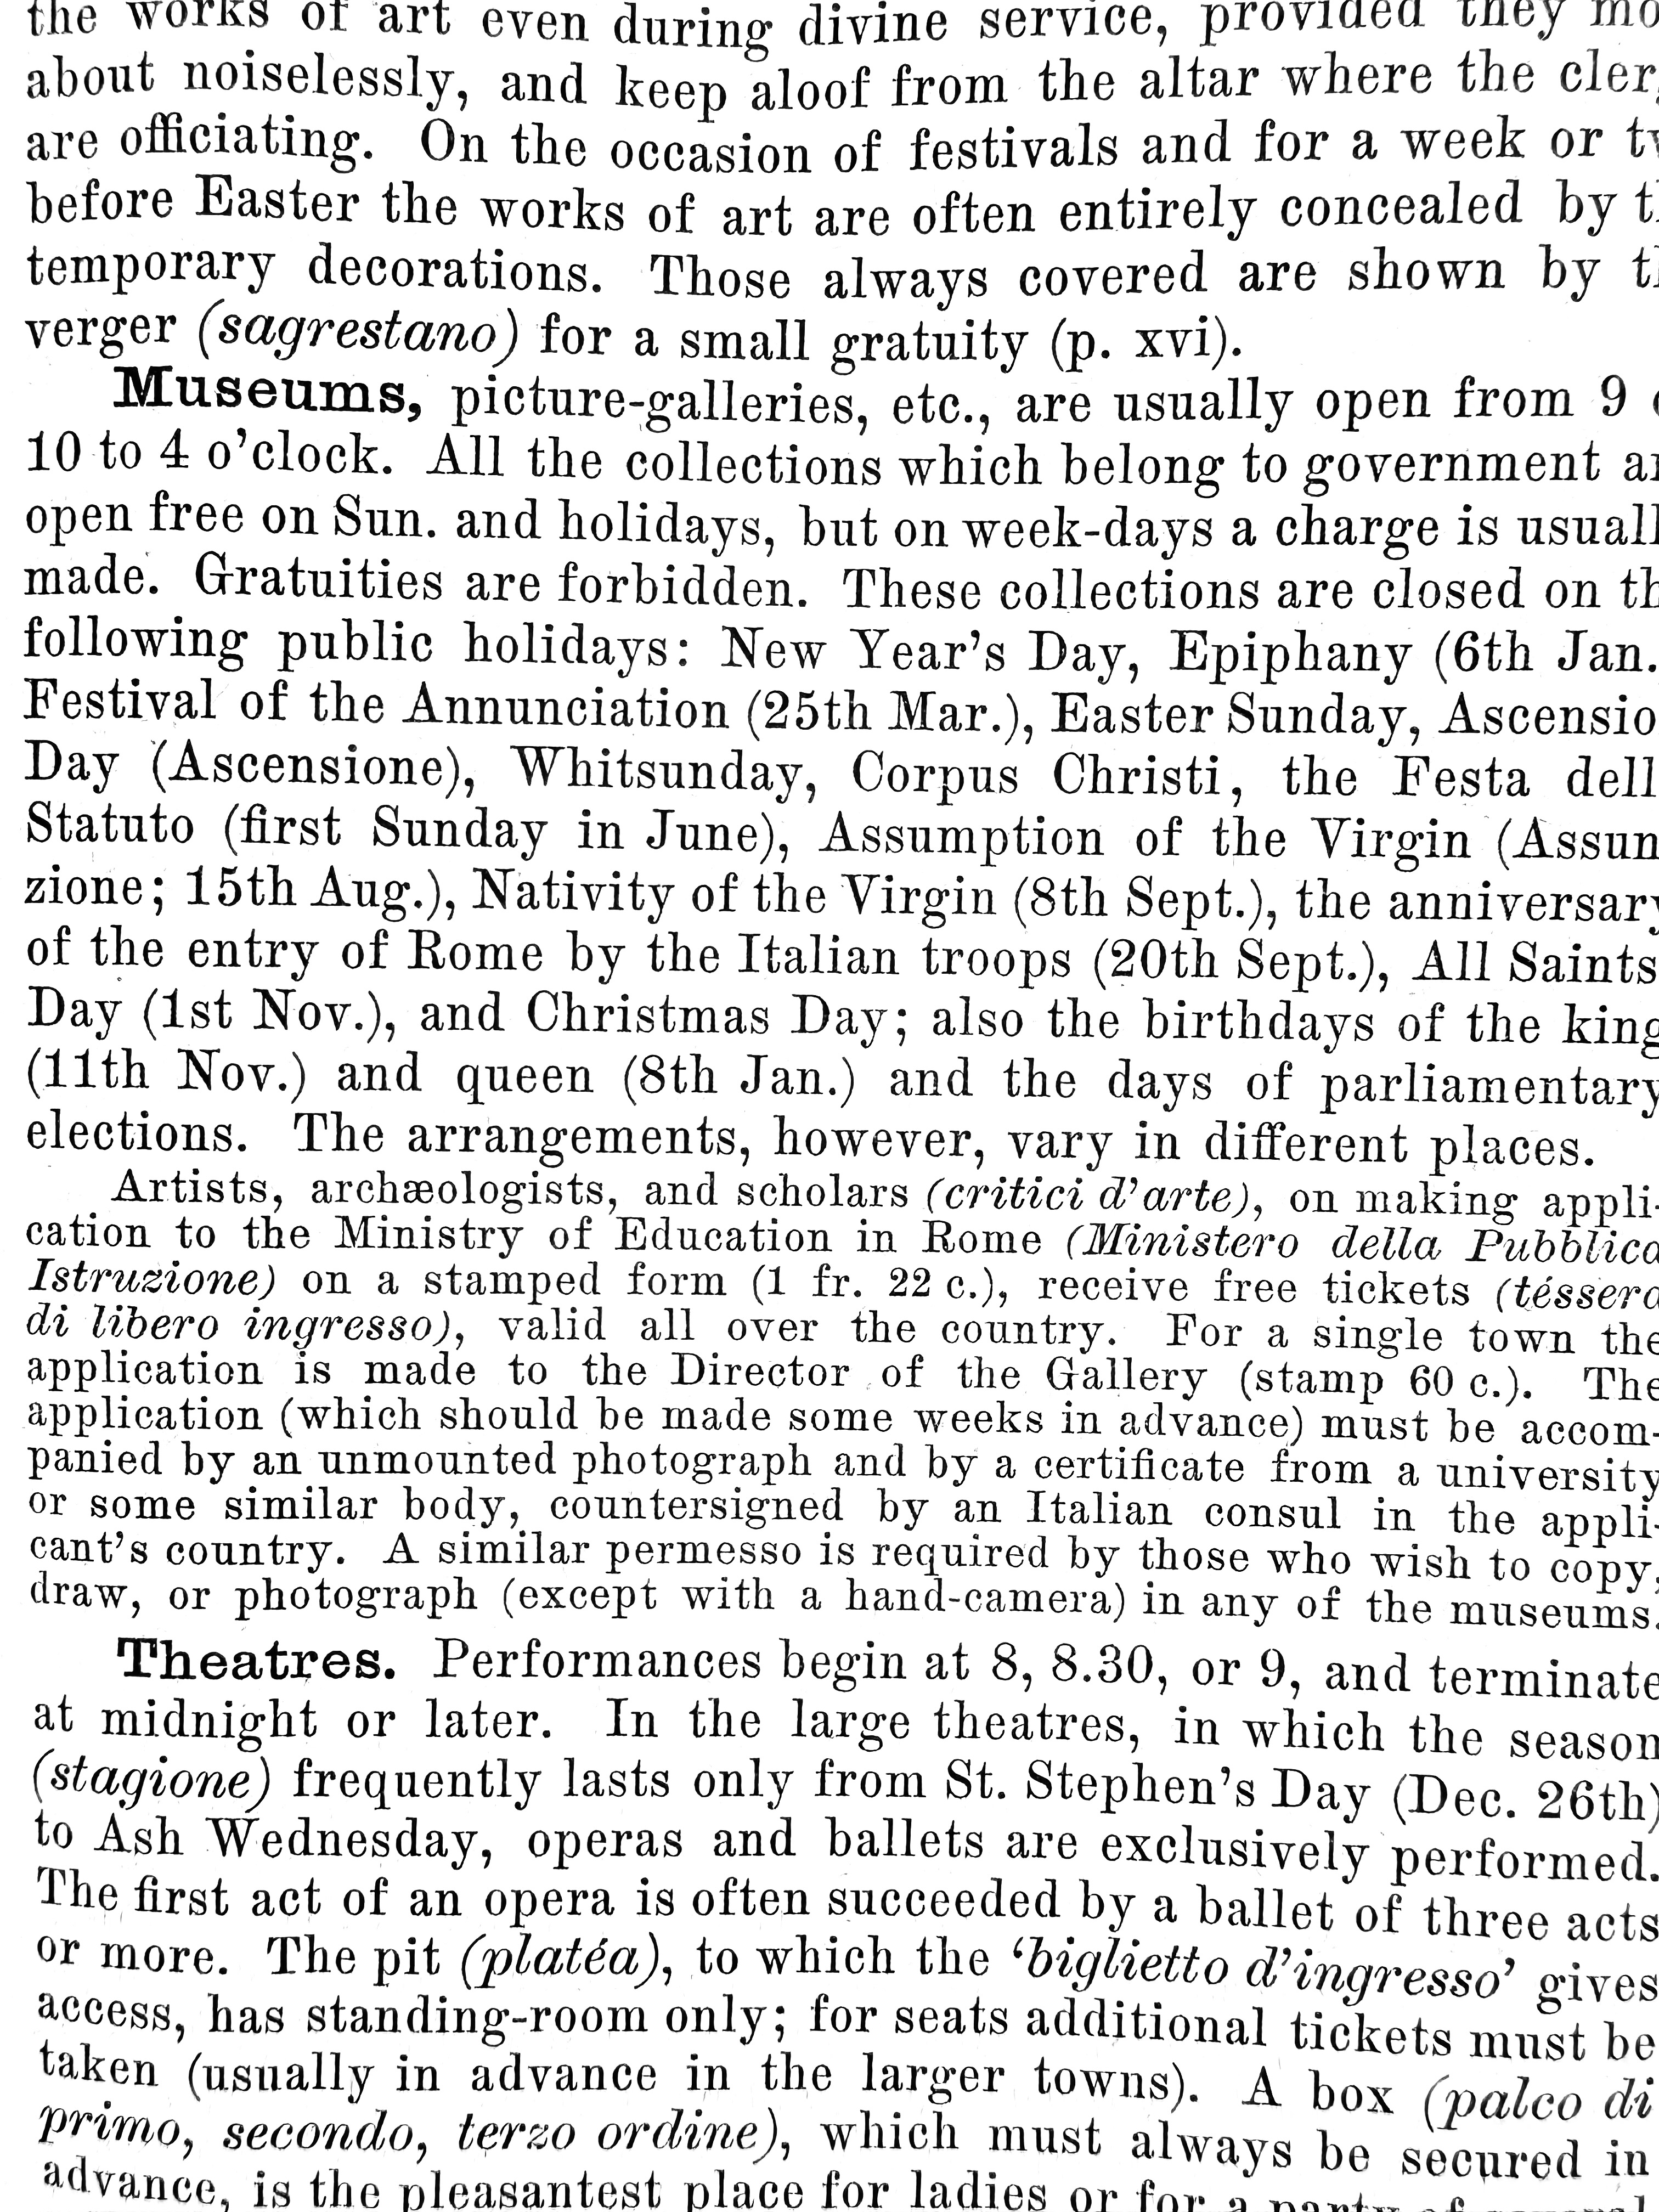 the works of art even during divine service, provided they mo
about noiselessly, and keep aloof from the altar where the cler
are officiating. On the occasion of festivals and for a week or tw
before Easter the works of art are often entirely concealed by t
temporary decorations. Those always covered are shown by t
verger (sagrestano) for a small gratuity (p. xvi).
Museums, picture-galleries, etc., are usually open from 9
10 to 4 o'clock. All the collections which belong to government a
open free on Sun. and holidays, but on week-days a charge is usuall
made. Gratuities are forbidden. These collections are closed on th
following public holidays: New Year's Day, Epiphany (6th Jan.
Festival of the Annunciation (25th Mar.), Easter Sunday, Ascensio
Day (Ascensione), Whitsunday, Corpus Christi, the Festa dell
Statuto (first Sunday in June), Assumption of the Virgin (Assun
zione; 15th Aug.), Nativity of the Virgin (8th Sept.), the anniversary
of the entry of Rome by the Italian troops (20th Sept.), All Saints
Day (1st Nov.), and Christmas Day; also the birthdays of the king
(11th Nov.) and queen (8th Jan.) and the days of parliamentary
elections. The arrangements, however, vary in different places.
Artists, archæologists, and scholars (critici d'arte), on making appli-
cation to the Ministry of Education in Rome (Ministero della Pubblica
Istruzione) on a stamped form (1 fr. 22 c.), receive free tickets (téssera
di libero ingresso), valid all over the country. For a single town the
application is made to the Director of the Gallery (stamp 60 c.). The
application (which should be made some weeks in advance) must be accom-
panied by an unmounted photograph and by a certificate from a university
or some similar body, countersigned by an Italian consul in the appli-
cant's country. A similar permesso is required by those who wish to copy,
draw, or photograph (except with a hand-camera) in any of the museums.
Theatres. Performances begin at 8, 8.30, or 9, and terminate
at midnight or later. In the large theatres, in which the season
(stagione) frequently lasts only from St. Stephen's Day (Dec. 26th)
to Ash Wednesday, operas and ballets are exclusively performed.
The first act of an opera is often succeeded by a ballet of three acts
or more. The pit (platéa), to which the 'biglietto d'ingresso' gives
access, has standing-room only; for seats additional tickets must be
taken (usually in advance in the larger towns). A box (palco di
primo, secondo, terzo ordine), which must always be secured in
advance, is the pleasantest place for ladies or for a party of several